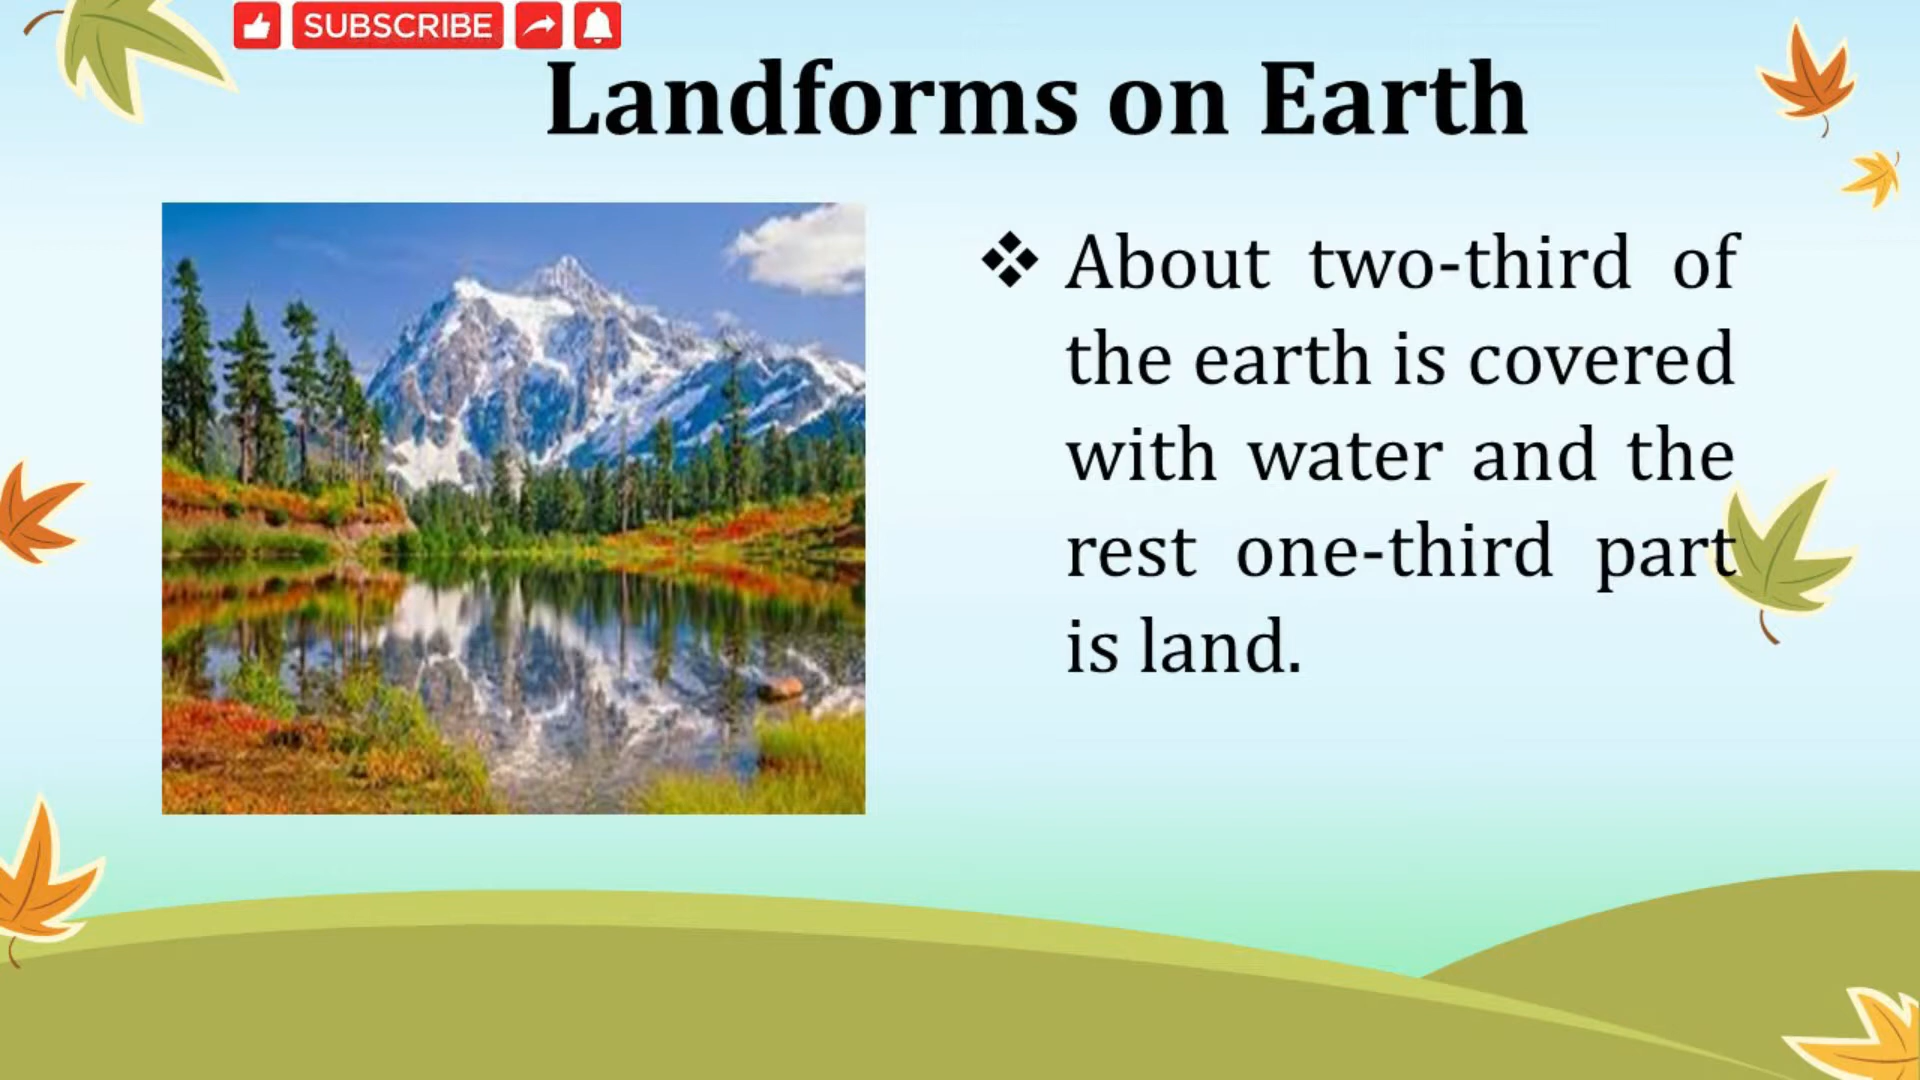 SUBSCRIBE
Landforms on Earth
❖ About two-third of
the earth is covered
with water and the
rest one-third part
is land.